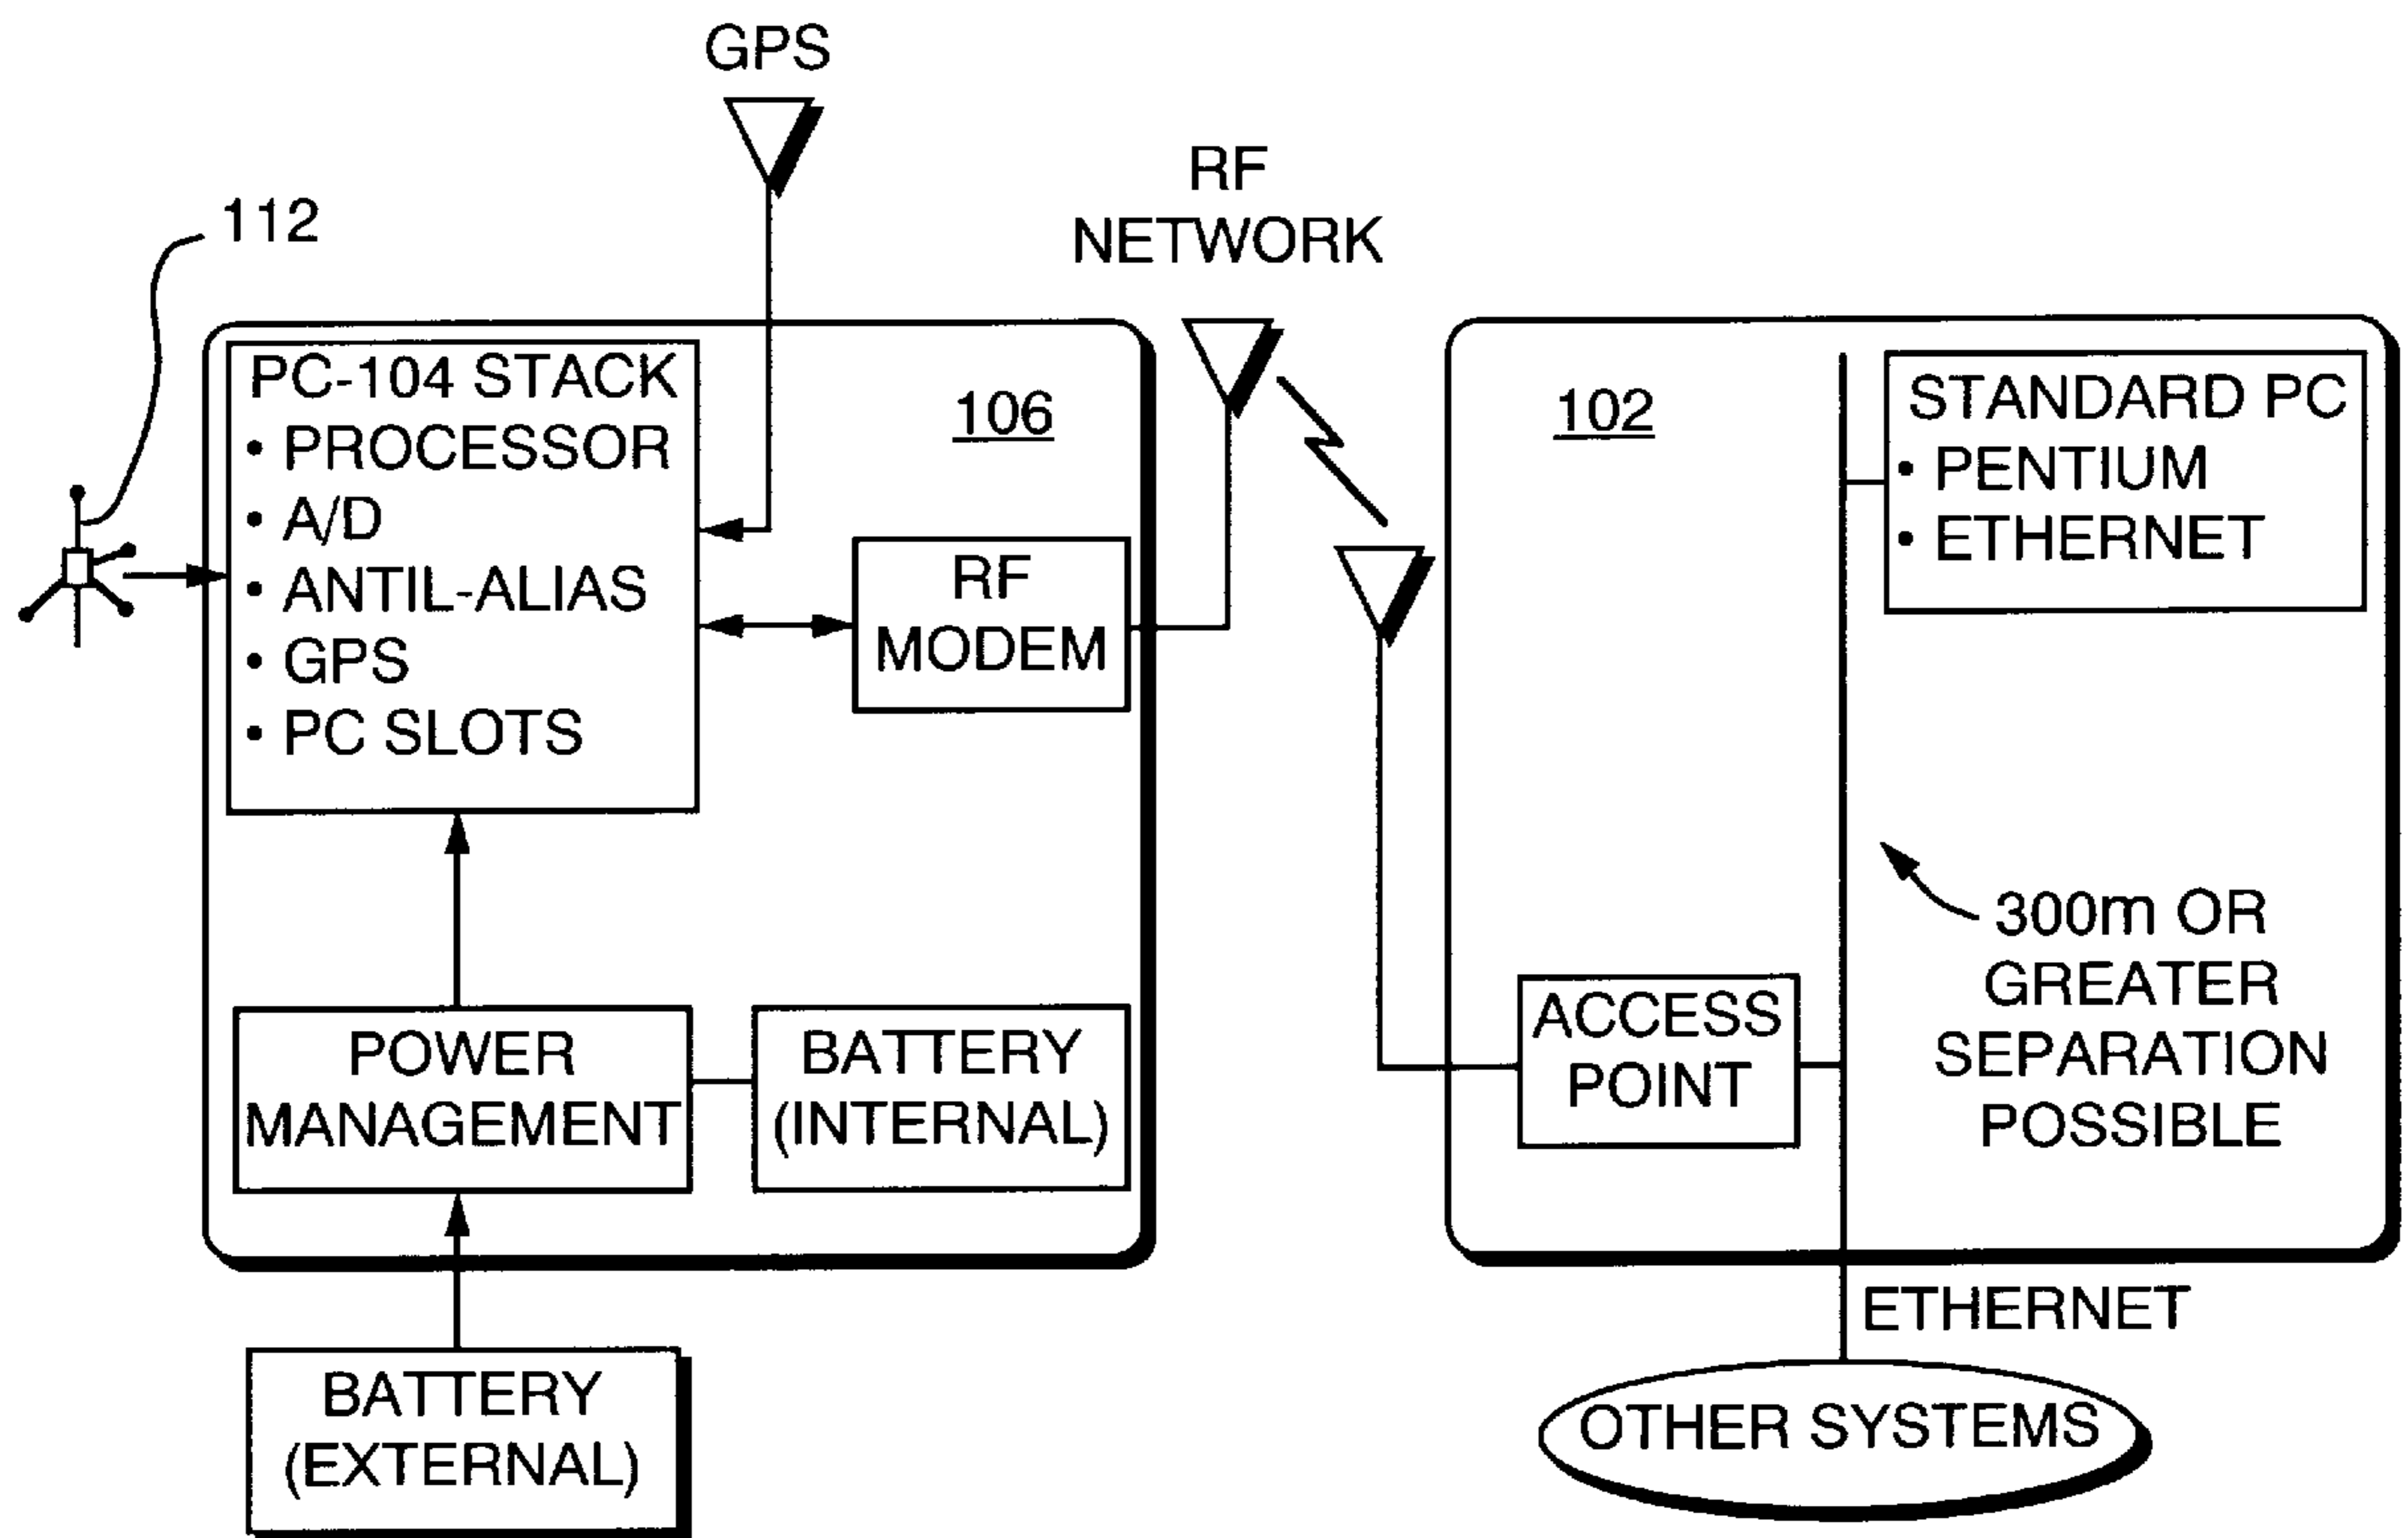 GPS
RF
NETWORK
112
PC-104 STACK
• PROCESSOR
• A/D
• ANTIL-ALIAS
• GPS
• PC SLOTS
106
RF
MODEM
POWER
MANAGEMENT
BATTERY
(INTERNAL)
BATTERY
(EXTERNAL)
102
STANDARD PC
• PENTIUM
• ETHERNET
300m OR
GREATER
SEPARATION
POSSIBLE
ACCESS
POINT
ETHERNET
OTHER SYSTEMS